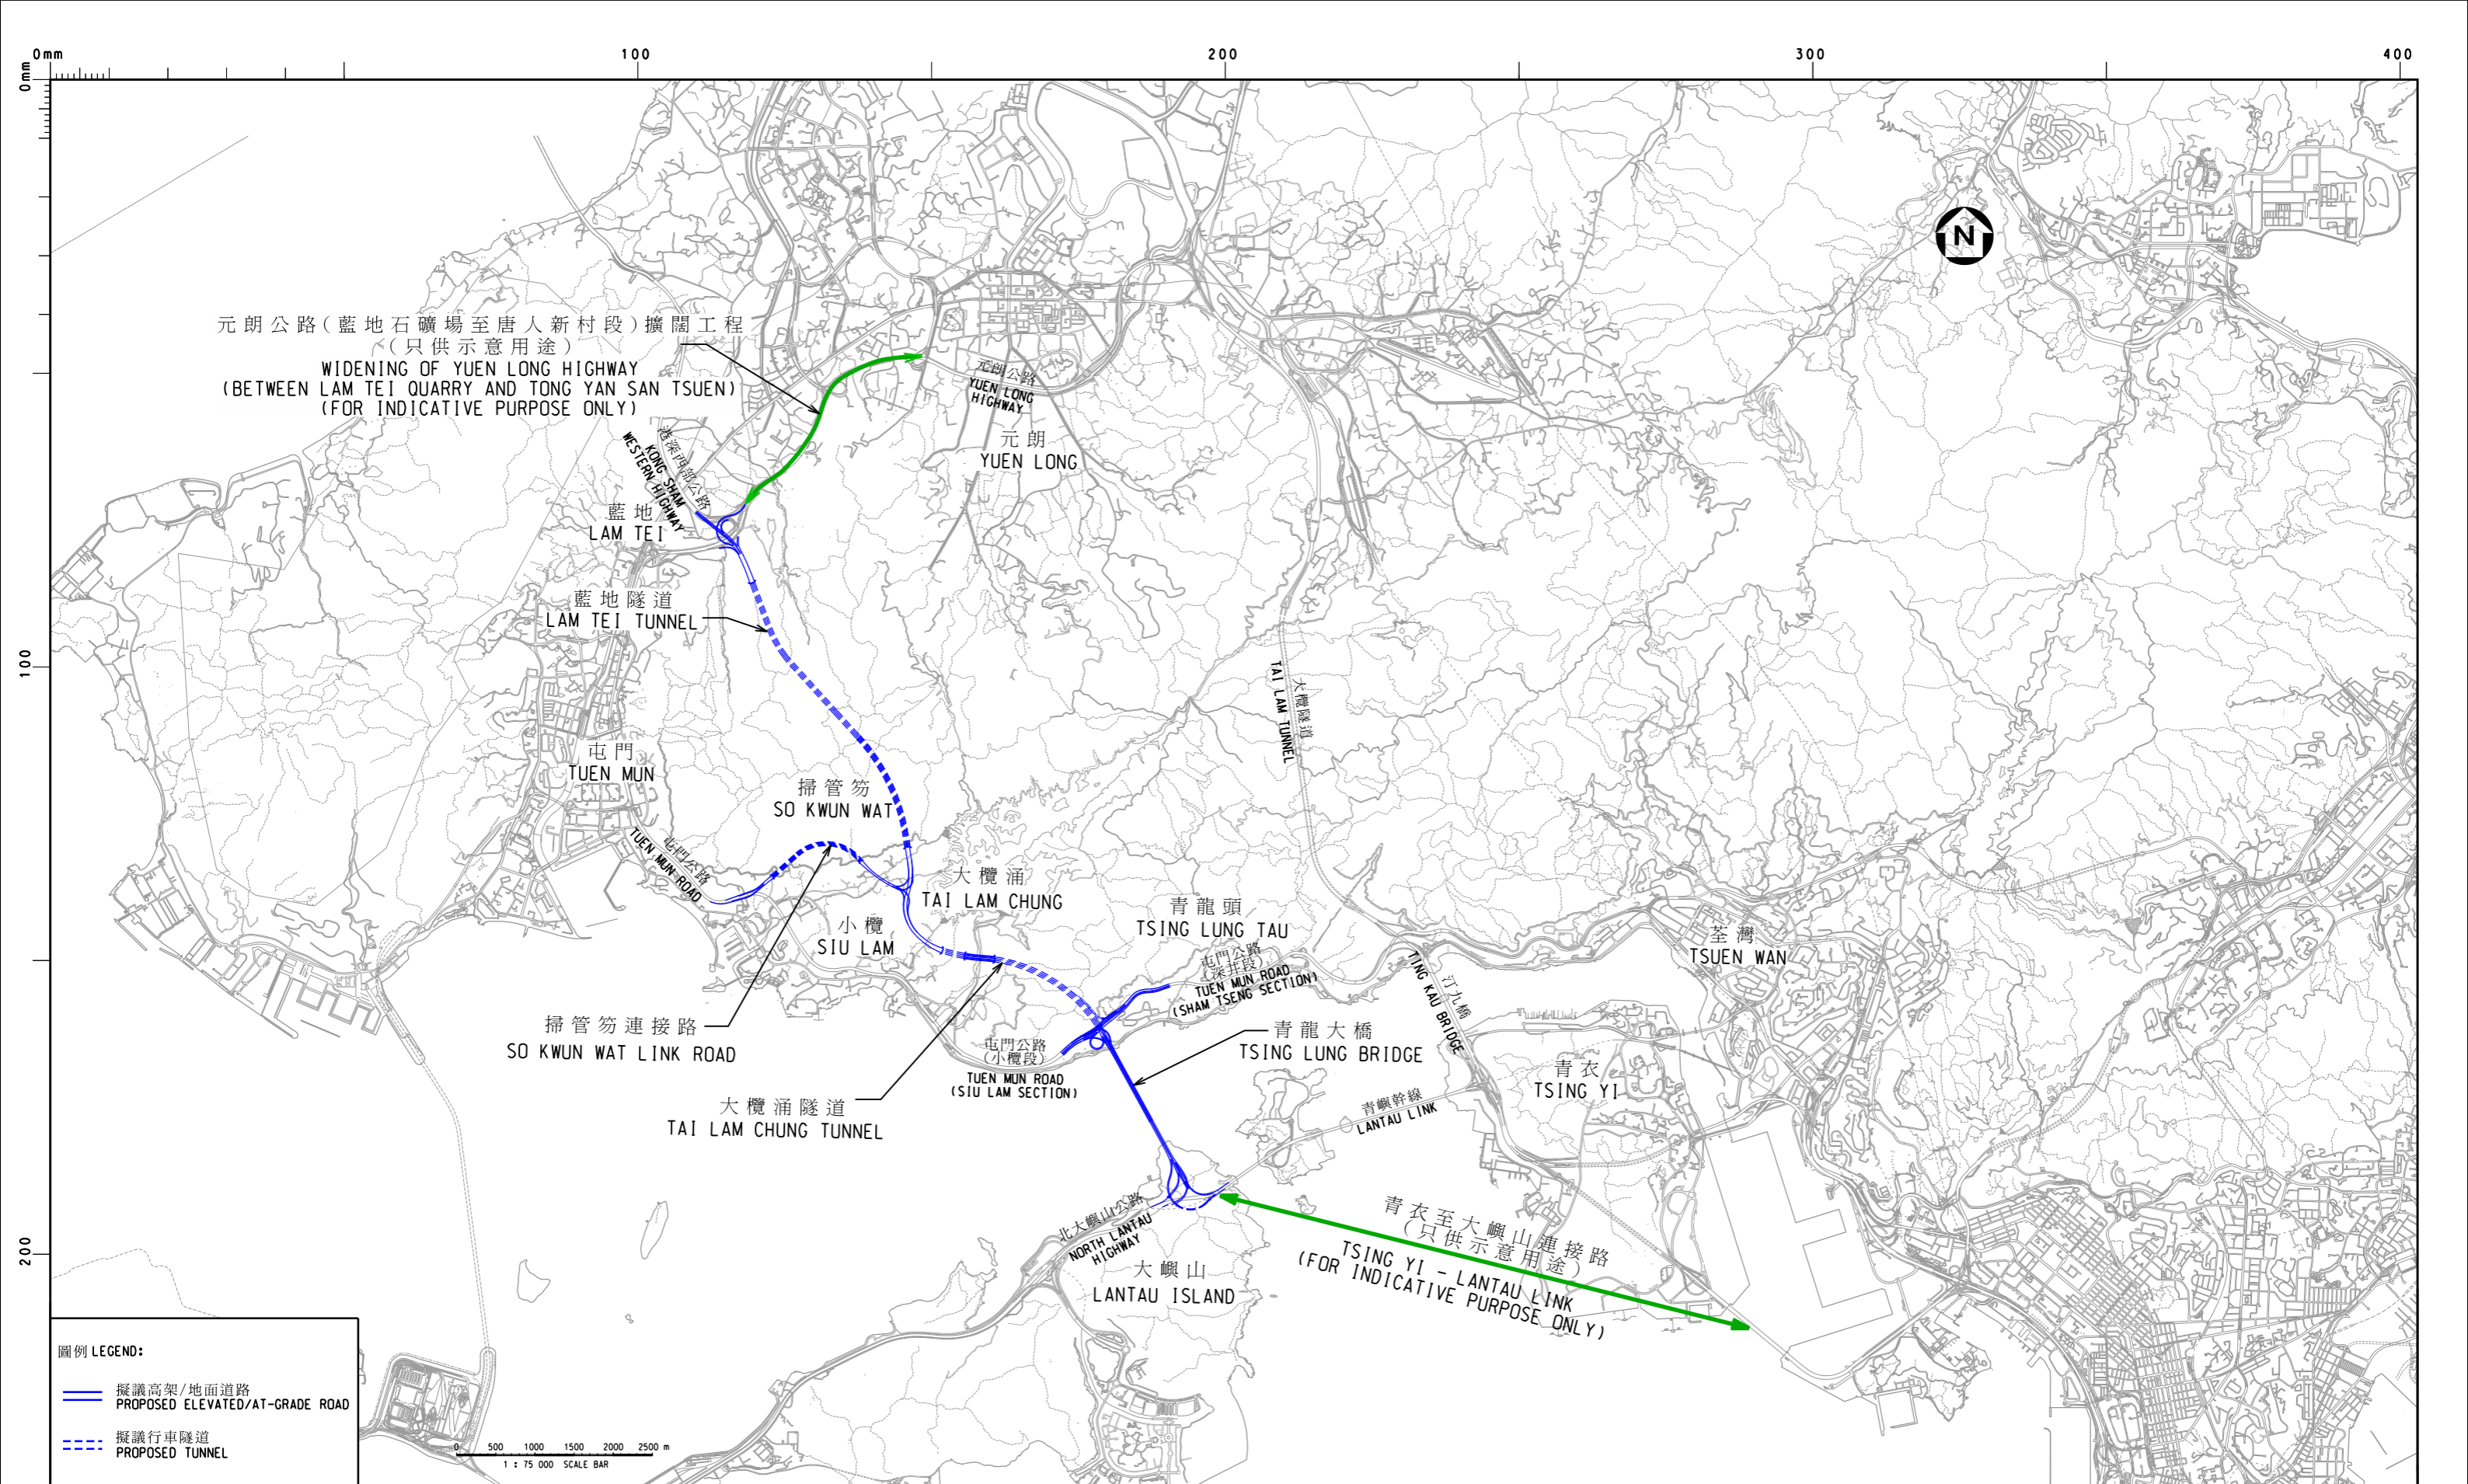 0mm
100
200
300
400
0mm
100
200
N
元朗公路(藍地石礦場至唐人新村段)擴闊工程
(只供示意用途)
WIDENING OF YUEN LONG HIGHWAY
(BETWEEN LAM TEI QUARRY AND TONG YAN SAN TSUEN)
(FOR INDICATIVE PURPOSE ONLY)
元朗公路
YUEN LONG
HIGHWAY
元朗
YUEN LONG
港深西部公路
KONG SHAM
WESTERN HIGHWAY
藍地
LAM TEI
藍地隧道
LAM TEI TUNNEL
大欖隧道
TAI LAM TUNNEL
屯門
TUEN MUN
掃管笏
SO KWUN WAT
屯門公路
TUEN MUN ROAD
大欖涌
TAI LAM CHUNG
小欖
SIU LAM
青龍頭
TSING LUNG TAU
屯門公路
(深井段)
TUEN MUN ROAD
(SHAM TSENG SECTION)
荃灣
TSUEN WAN
汀九橋
TING KAU BRIDGE
掃管笏連接路
SO KWUN WAT LINK ROAD
屯門公路
(小欖段)
TUEN MUN ROAD
(SIU LAM SECTION)
青龍大橋
TSING LUNG BRIDGE
青衣
TSING YI
大欖涌隧道
TAI LAM CHUNG TUNNEL
青嶼幹線
LANTAU LINK
北大嶼山公路
NORTH LANTAU
HIGHWAY
大嶼山
LANTAU ISLAND
青衣至大嶼山連接路
(只供示意用途)
TSING YI - LANTAU LINK
(FOR INDICATIVE PURPOSE ONLY)
圖例 LEGEND:
擬議高架/地面道路
PROPOSED ELEVATED/AT-GRADE ROAD
擬議行車隧道
PROPOSED TUNNEL
0 500 1000 1500 2000 2500 m
1 : 75 000 SCALE BAR